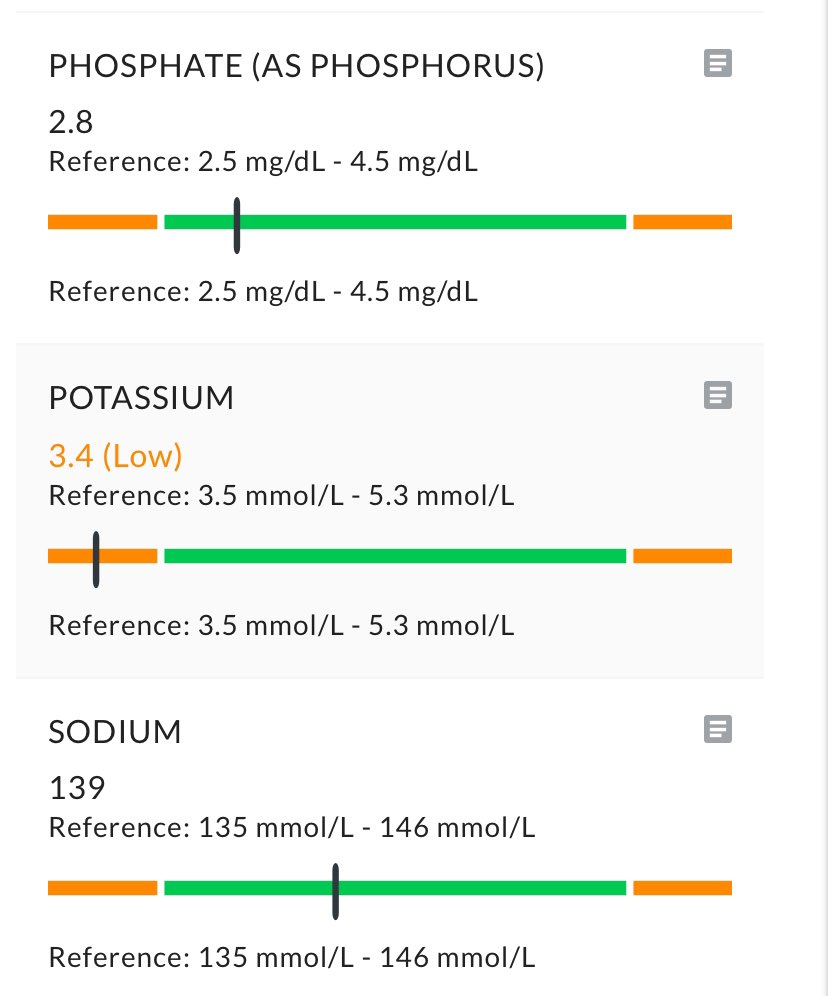 PHOSPHATE (AS PHOSPHORUS)
2.8
Reference: 2.5 mg/dL - 4.5 mg/dL
Reference: 2.5 mg/dL - 4.5 mg/dL
POTASSIUM
3.4 (Low)
Reference: 3.5 mmol/L - 5.3 mmol/L
Reference: 3.5 mmol/L - 5.3 mmol/L
SODIUM
139
Reference: 135 mmol/L - 146 mmol/L
Reference: 135 mmol/L - 146 mmol/L